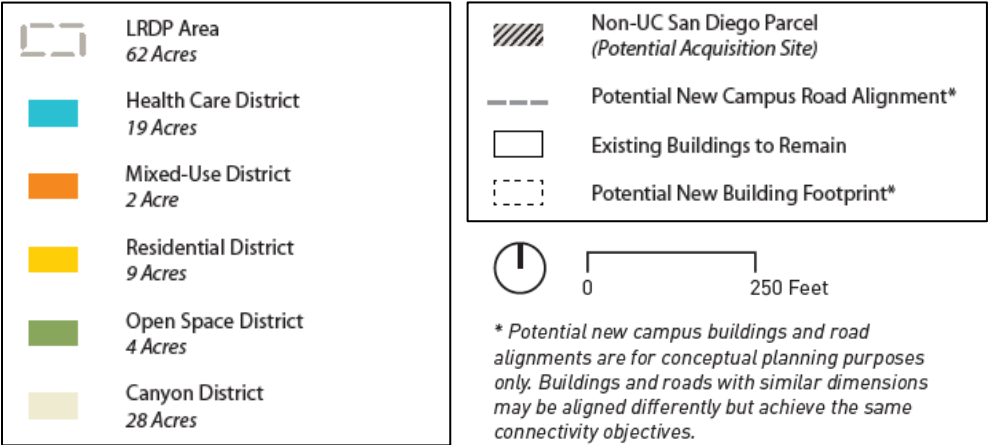 LRDP Area
62 Acres
Health Care District
19 Acres
Mixed-Use District
2 Acre
Residential District
9 Acres
Open Space District
4 Acres
Canyon District
28 Acres
Non-UC San Diego Parcel
(Potential Acquisition Site)
Potential New Campus Road Alignment*
Existing Buildings to Remain
Potential New Building Footprint*
0 250 Feet
* Potential new campus buildings and road
alignments are for conceptual planning purposes
only. Buildings and roads with similar dimensions
may be aligned differently but achieve the same
connectivity objectives.